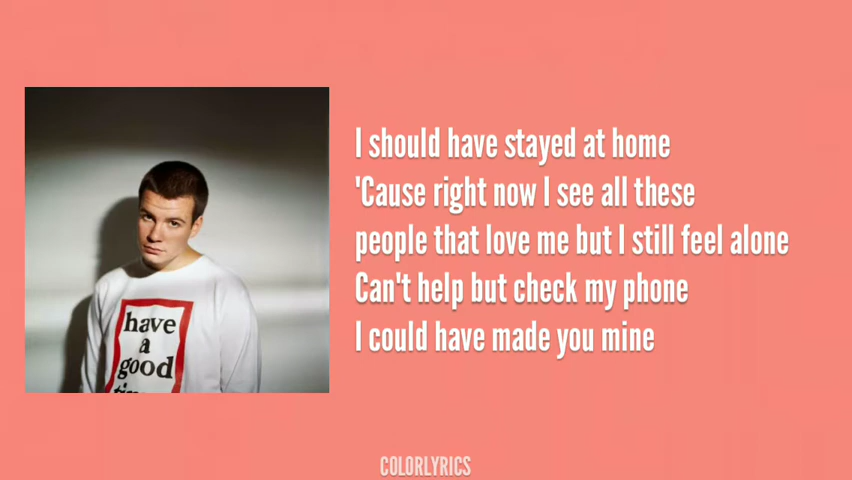 have
a
good
I should have stayed at home
'Cause right now I see all these
people that love me but I still feel alone
Can't help but check my phone
I could have made you mine
COLORLYRICS